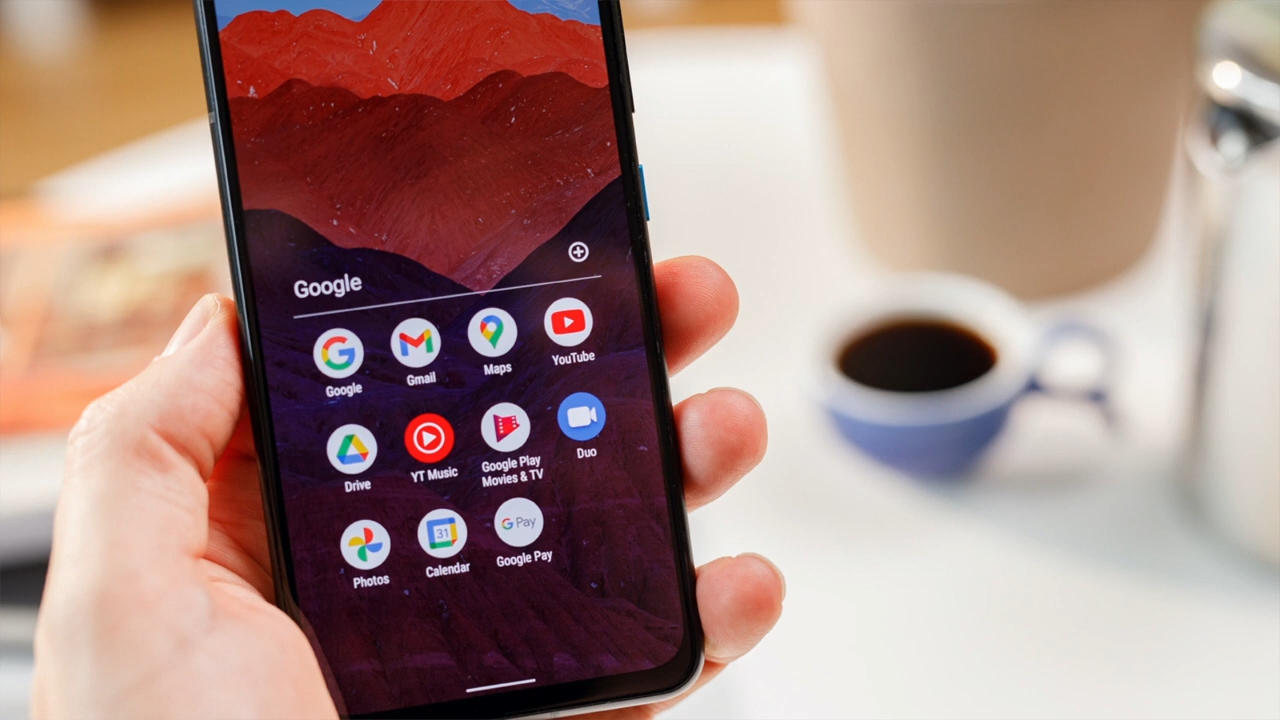 Google
Google
Gmail
Maps
YouTube
Drive
YT Music
Google Play
Movies & TV
Duo
Photos
31
Calendar
G Pay
Google Pay